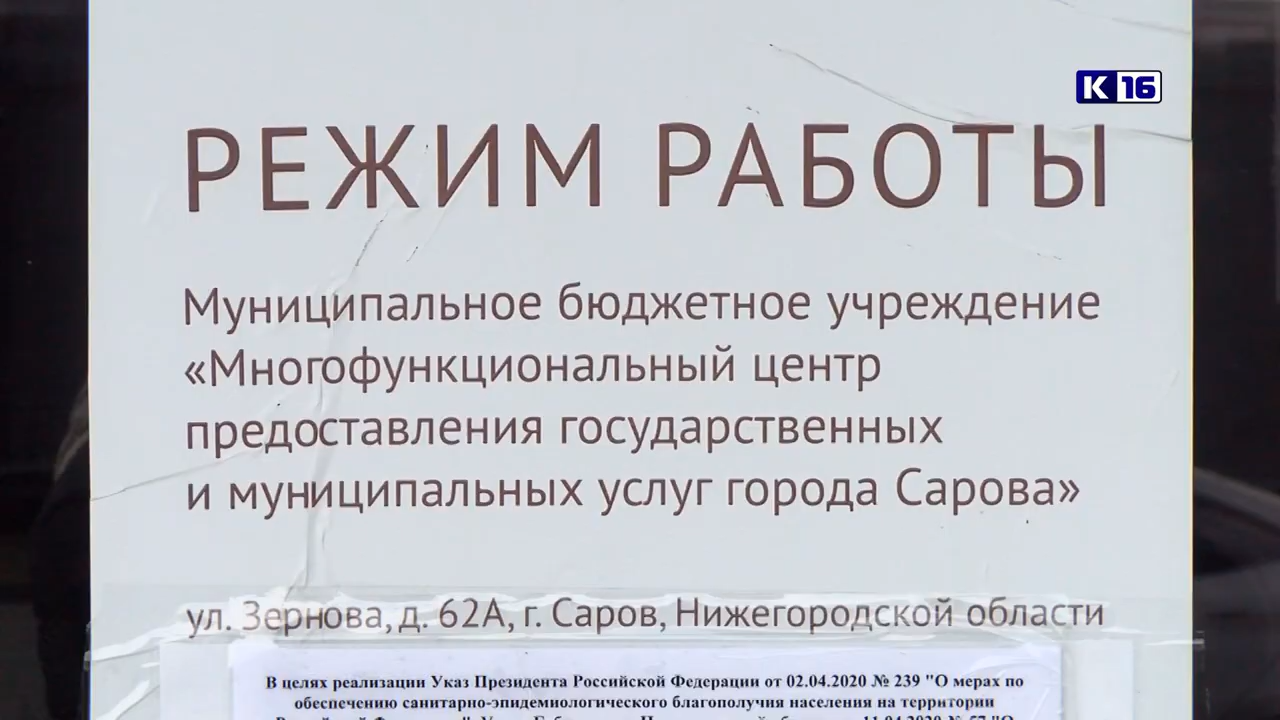 К 16
РЕЖИМ РАБОТЫ
Муниципальное бюджетное учреждение
«Многофункциональный центр
предоставления государственных
и муниципальных услуг города Сарова»
ул. Зернова, д. 62А, г. Саров, Нижегородской области
В целях реализации Указ Президента Российской Федерации от 02.04.2020 № 239 "О мерах по
обеспечению санитарно-эпидемиологического благополучия населения на территории